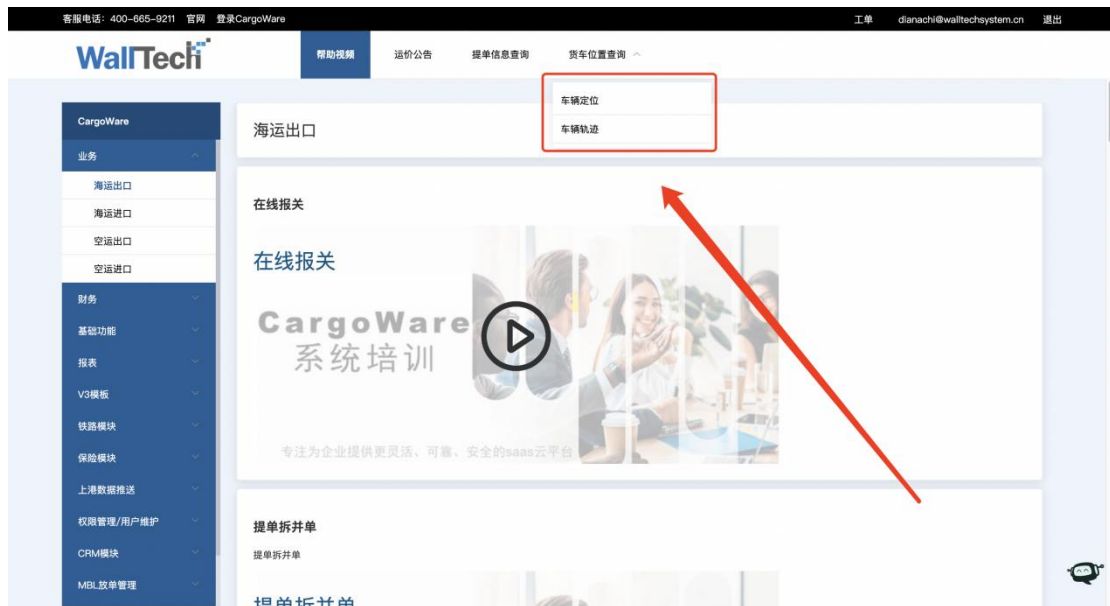 客服电话：400-665-9211 官网 登录CargoWare 工单 dianachi@walltechsystem.cn 退出
WallTech 帮助视频 运价公告 提单信息查询 货车位置查询
车辆定位
车辆轨迹
CargoWare
业务
海运出口
海运进口
空运出口
空运进口
财务
基础功能
报表
V3模板
铁路模块
保险模块
上港数据推送
权限管理/用户维护
CRM模块
MBL放单管理
海运出口
在线报关
在线报关
CargoWare
系统培训
专注为企业提供更灵活、可靠、安全的saas云平台
提单拆并单
提单拆并单
提单拆并单